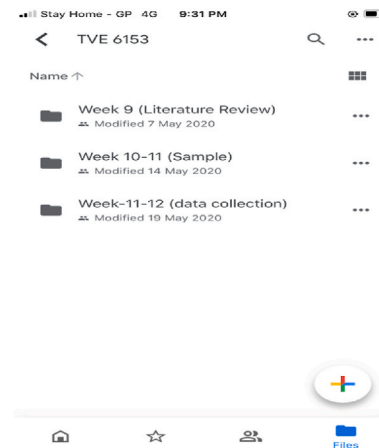 Stay Home - GP 4G 9:31 PM
TVE 6153
Name
Week 9 (Literature Review)
Modified 7 May 2020
Week 10-11 (Sample)
Modified 14 May 2020
Week-11-12 (data collection)
Modified 19 May 2020
Files